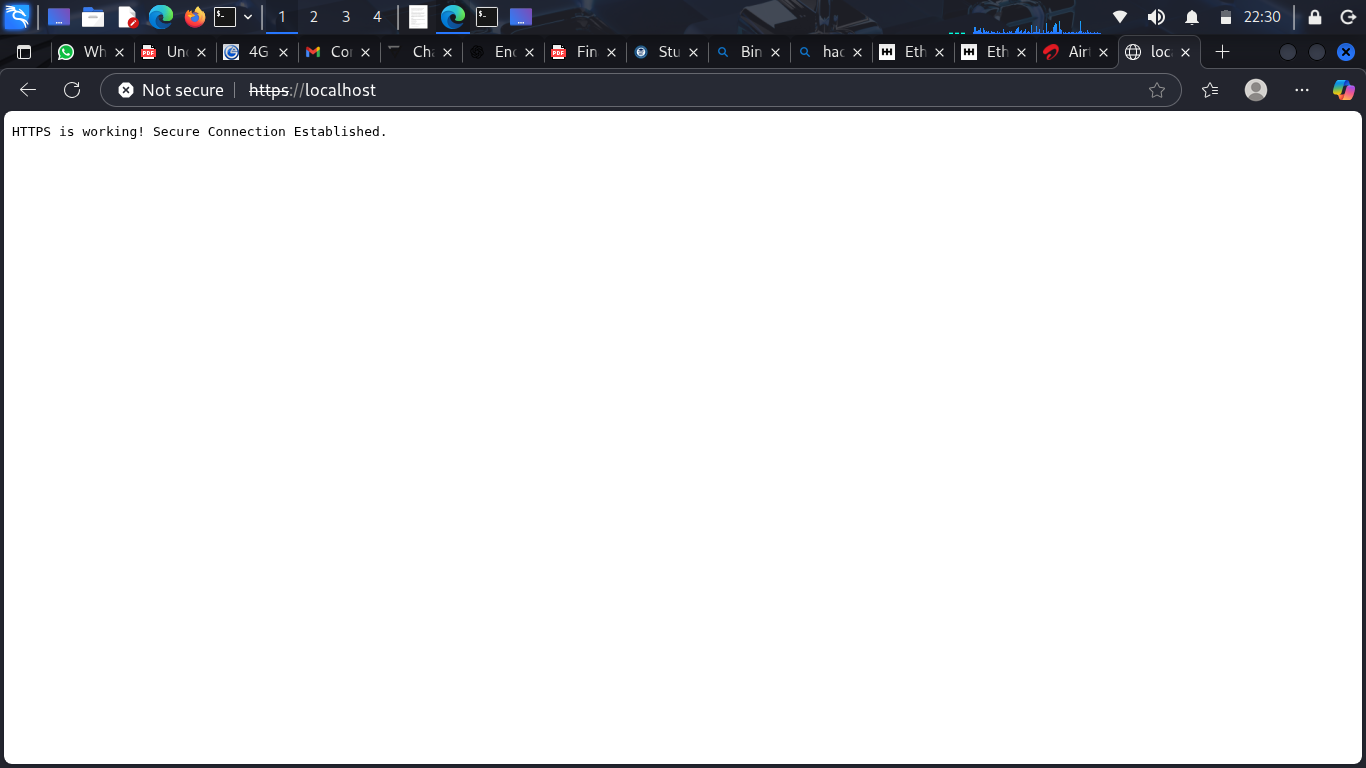 1 2 3 4 22:30
Wh Unc 4G Cor Cha Enc Fin Stu Bin hac Eth Eth Airt loca
Not secure https://localhost
HTTPS is working! Secure Connection Established.